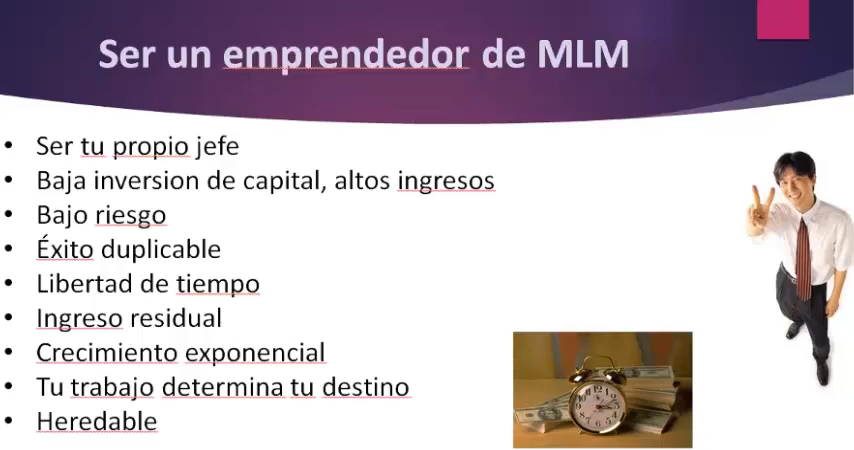 Ser un emprendedor de MLM
• Ser tu propio jefe
• Baja inversion de capital, altos ingresos
• Bajo riesgo
• Éxito duplicable
• Libertad de tiempo
• Ingreso residual
• Crecimiento exponencial
• Tu trabajo determina tu destino
• Heredable